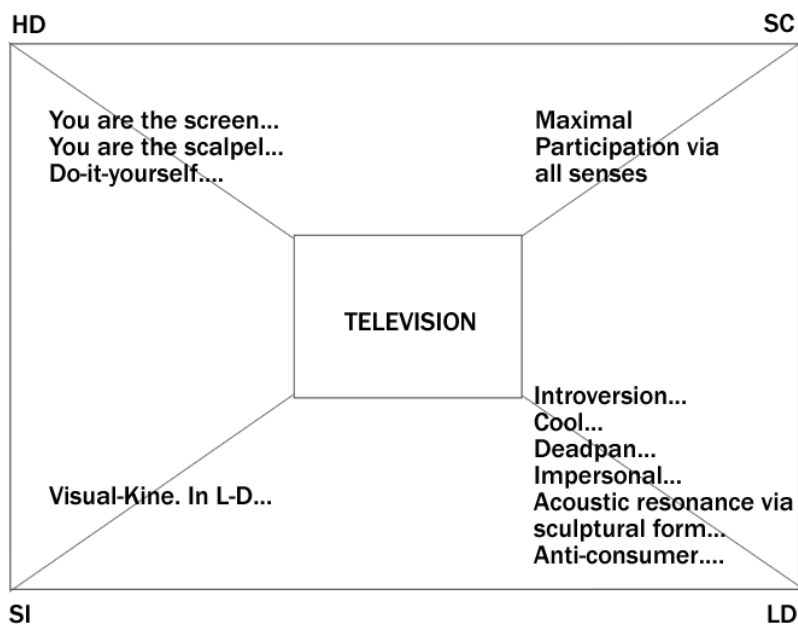 HD
SC
You are the screen...
You are the scalpel...
Do-it-yourself....
Maximal
Participation via
all senses
TELEVISION
Visual-Kine. In L-D...
Introversion...
Cool...
Deadpan...
Impersonal...
Acoustic resonance via
sculptural form...
Anti-consumer....
SI
LD